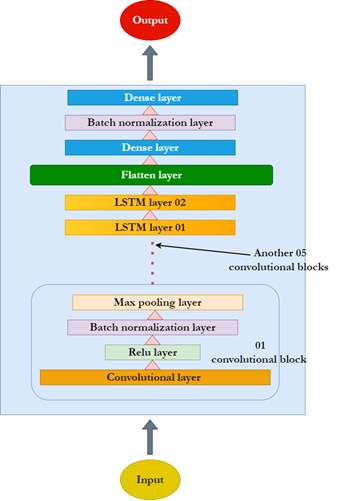 Output
Dense layer
Batch normalization layer
Dense layer
Flatten layer
LSTM layer 02
LSTM layer 01
Another 05
convolutional blocks
Max pooling layer
Batch normalization layer
Relu layer
01
convolutional block
Convolutional layer
Input